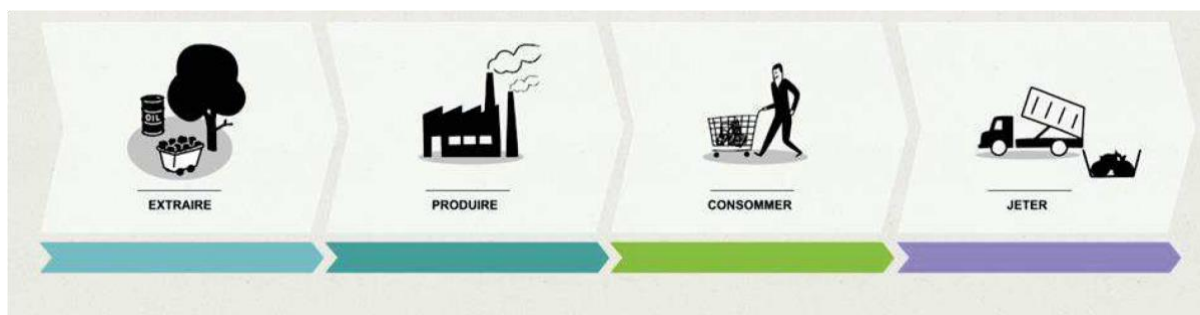 OIL
EXTRAIRE
PRODUIRE
CONSOMMER
JETER